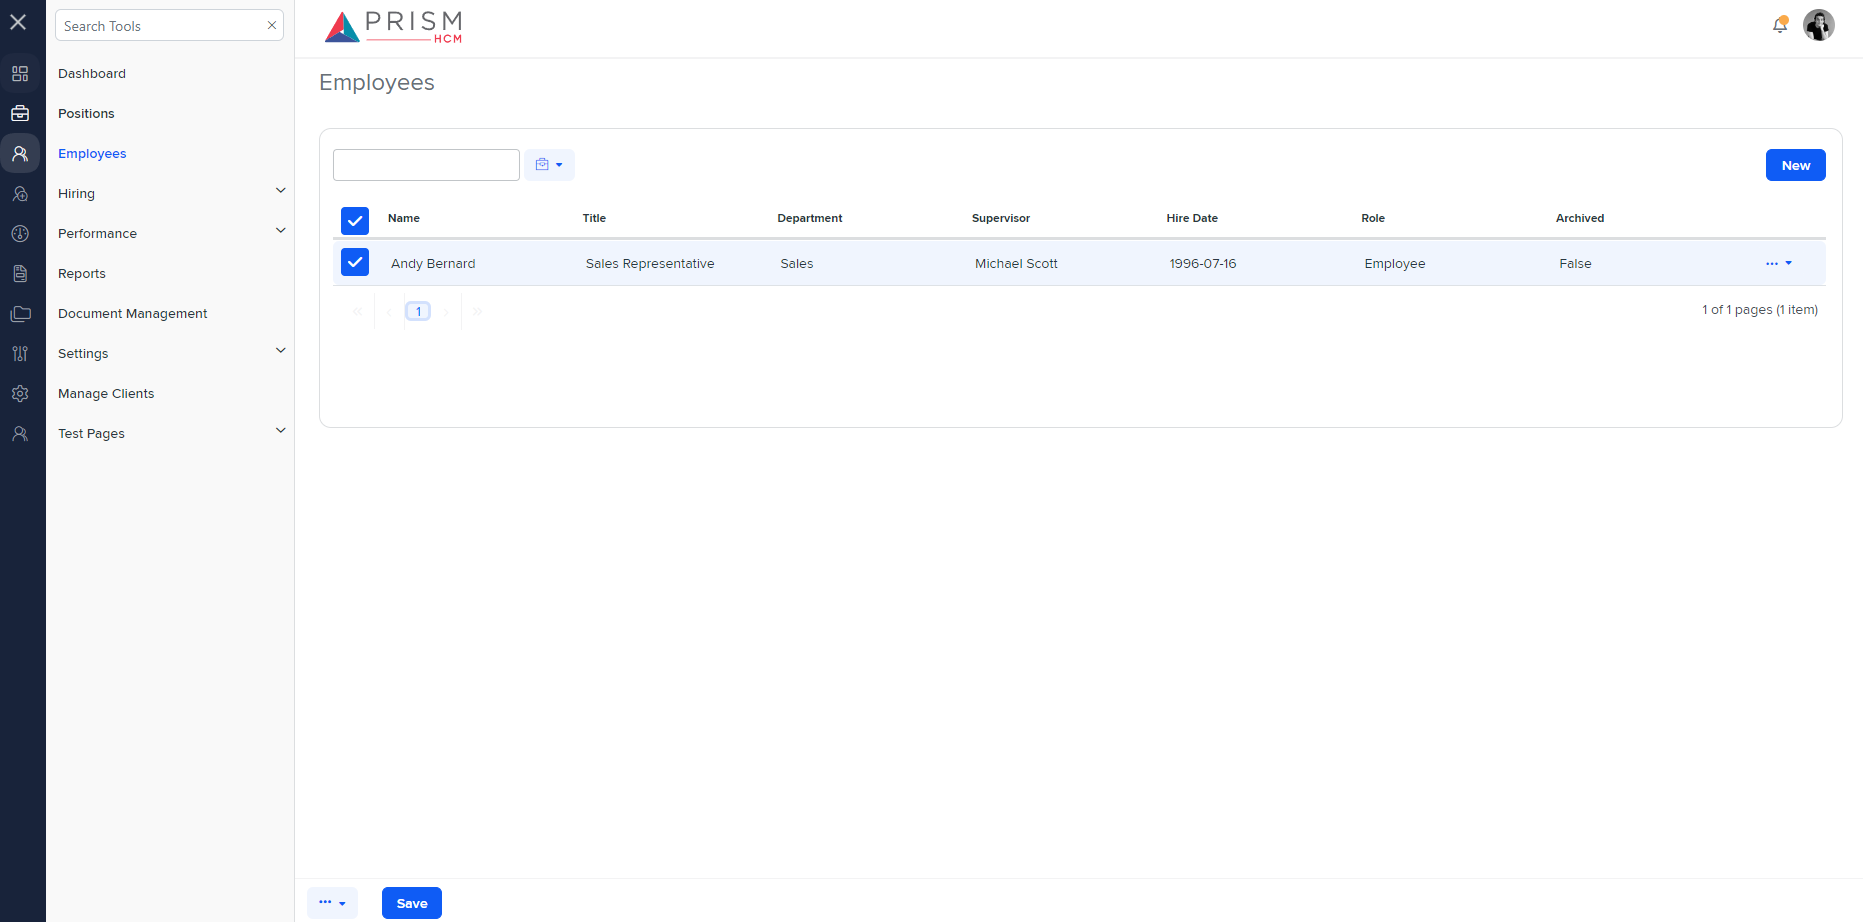 Search Tools
Dashboard
Positions
Employees
Hiring
Performance
Reports
Document Management
Settings
Manage Clients
Test Pages
PRISM
HCM
Employees
New
Name Title Department Supervisor Hire Date Role Archived
Andy Bernard Sales Representative Sales Michael Scott 1996-07-16 Employee False
1
1 of 1 pages (1 item)
Save